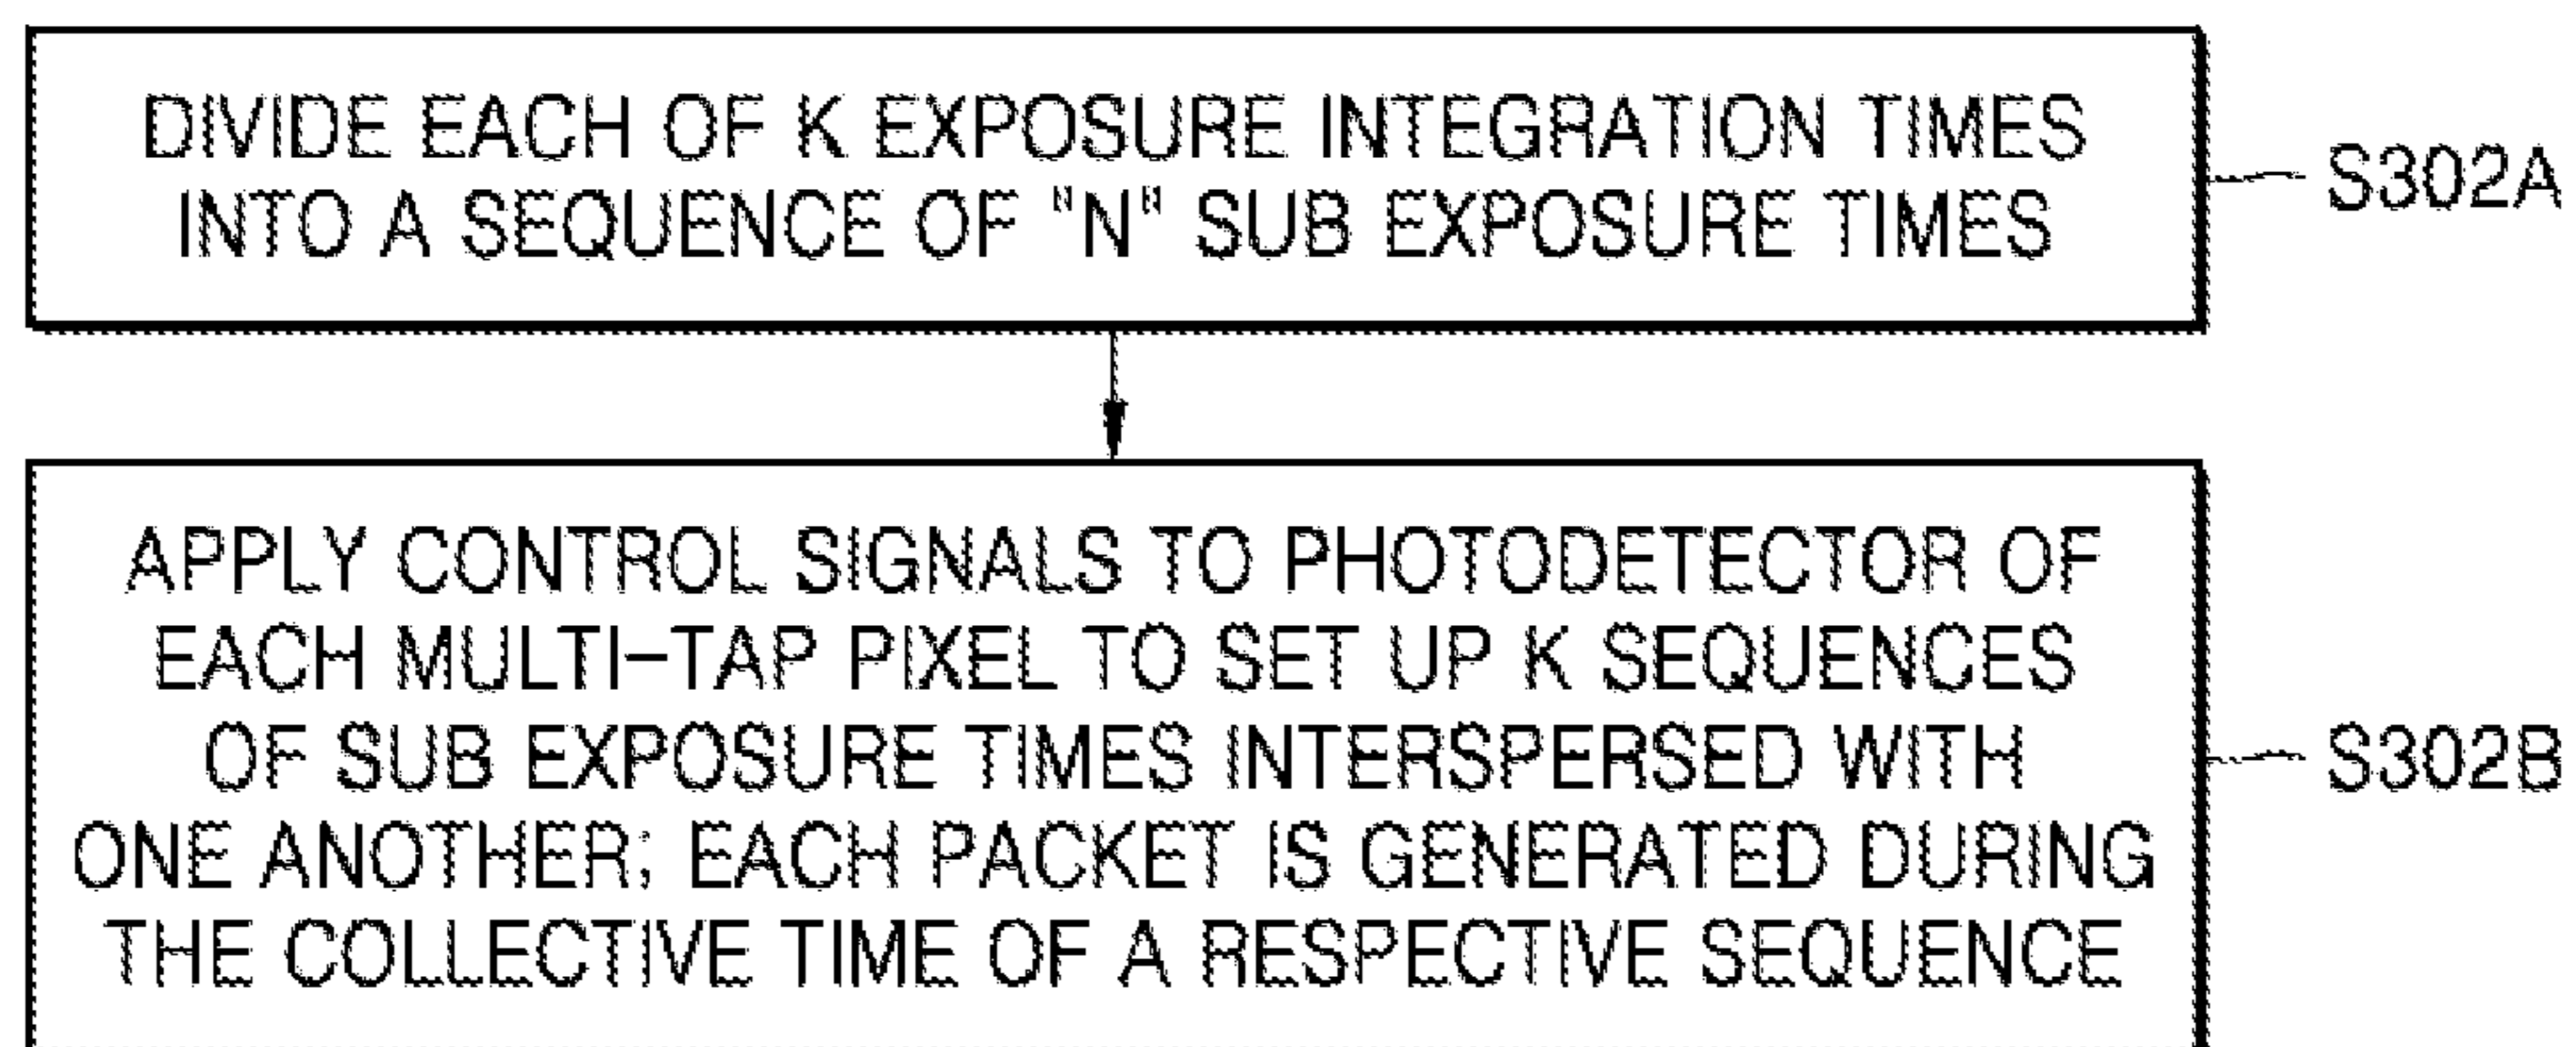 DIVIDE EACH OF K EXPOSURE INTEGRATION TIMES
INTO A SEQUENCE OF "N" SUB EXPOSURE TIMES
S302A
APPLY CONTROL SIGNALS TO PHOTODETECTOR OF
EACH MULTI-TAP PIXEL TO SET UP K SEQUENCES
OF SUB EXPOSURE TIMES INTERSPERSED WITH
ONE ANOTHER; EACH PACKET IS GENERATED DURING
THE COLLECTIVE TIME OF A RESPECTIVE SEQUENCE
S302B